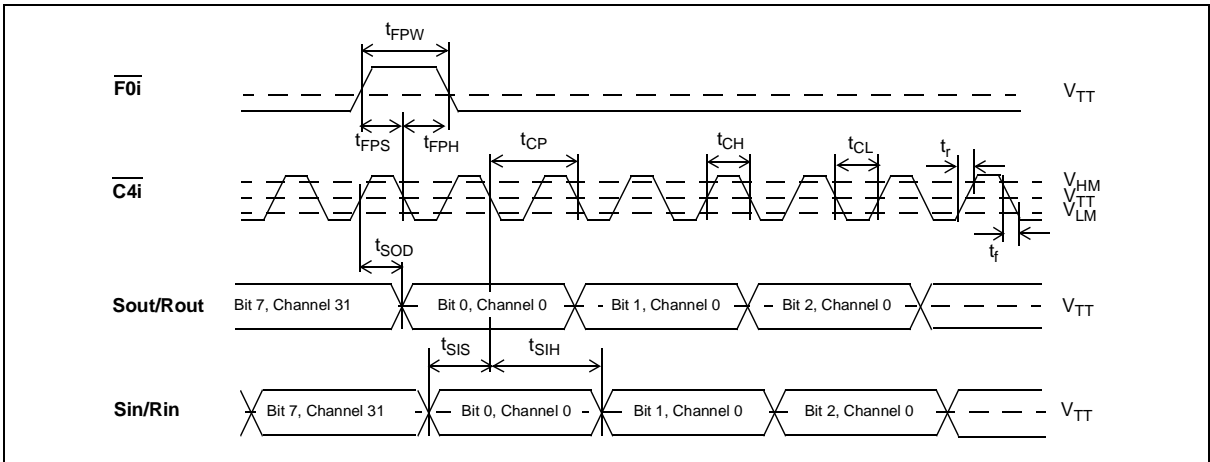 tFPW
F0i
VTT
tFPS
tFPH
tCP
tCH
tCL
tr
C4i
VHM
VTT
VLM
tSOD
tf
Sout/Rout
Bit 7, Channel 31
Bit 0, Channel 0
Bit 1, Channel 0
Bit 2, Channel 0
VTT
tSIS
tSIH
Sin/Rin
Bit 7, Channel 31
Bit 0, Channel 0
Bit 1, Channel 0
Bit 2, Channel 0
VTT